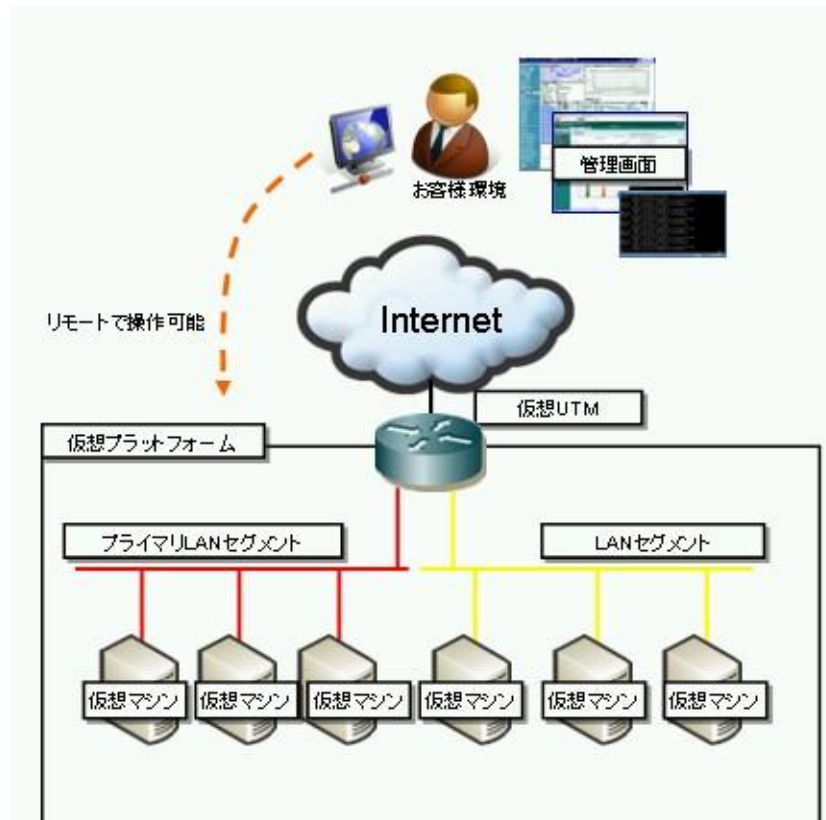 管理画面
お客様環境
リモートで操作可能
Internet
仮想UTM
仮想プラットフォーム
プライマリLANセグメント
LANセグメント
仮想マシン
仮想マシン
仮想マシン
仮想マシン
仮想マシン
仮想マシン